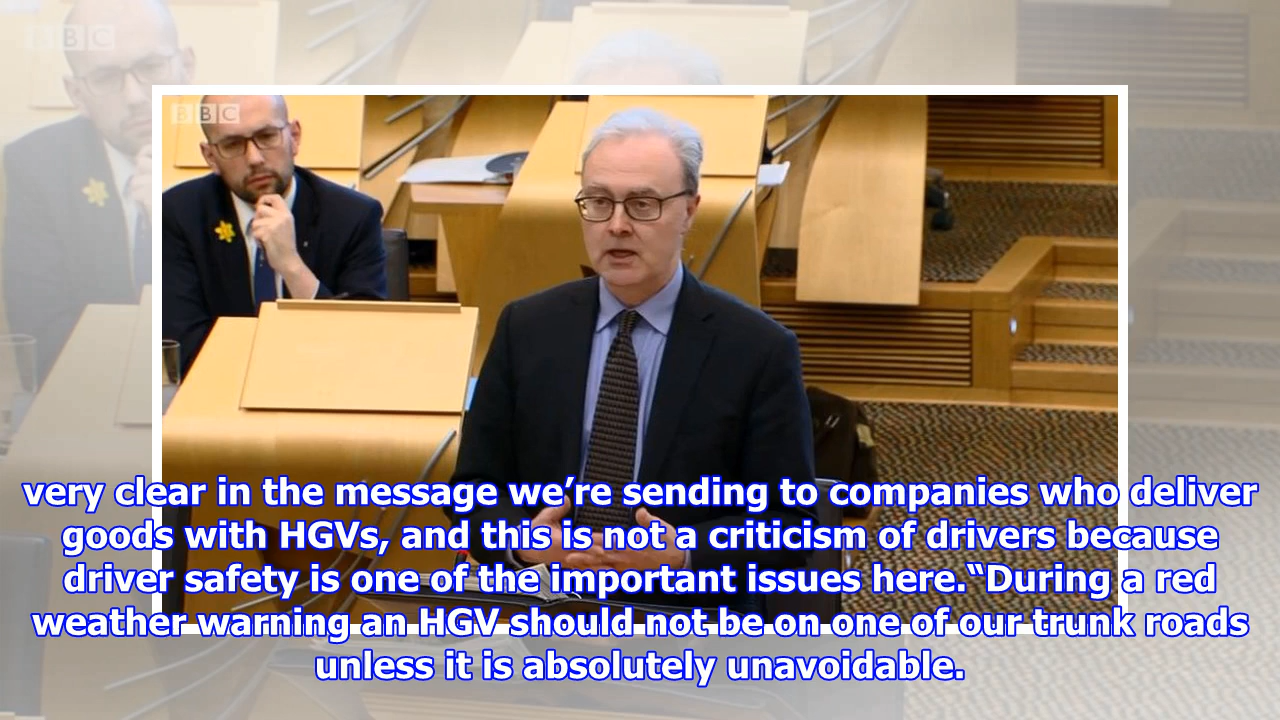 BBC
BBC
very clear in the message we’re sending to companies who deliver
goods with HGVs, and this is not a criticism of drivers because
driver safety is one of the important issues here.“During a red
weather warning an HGV should not be on one of our trunk roads
unless it is absolutely unavoidable.